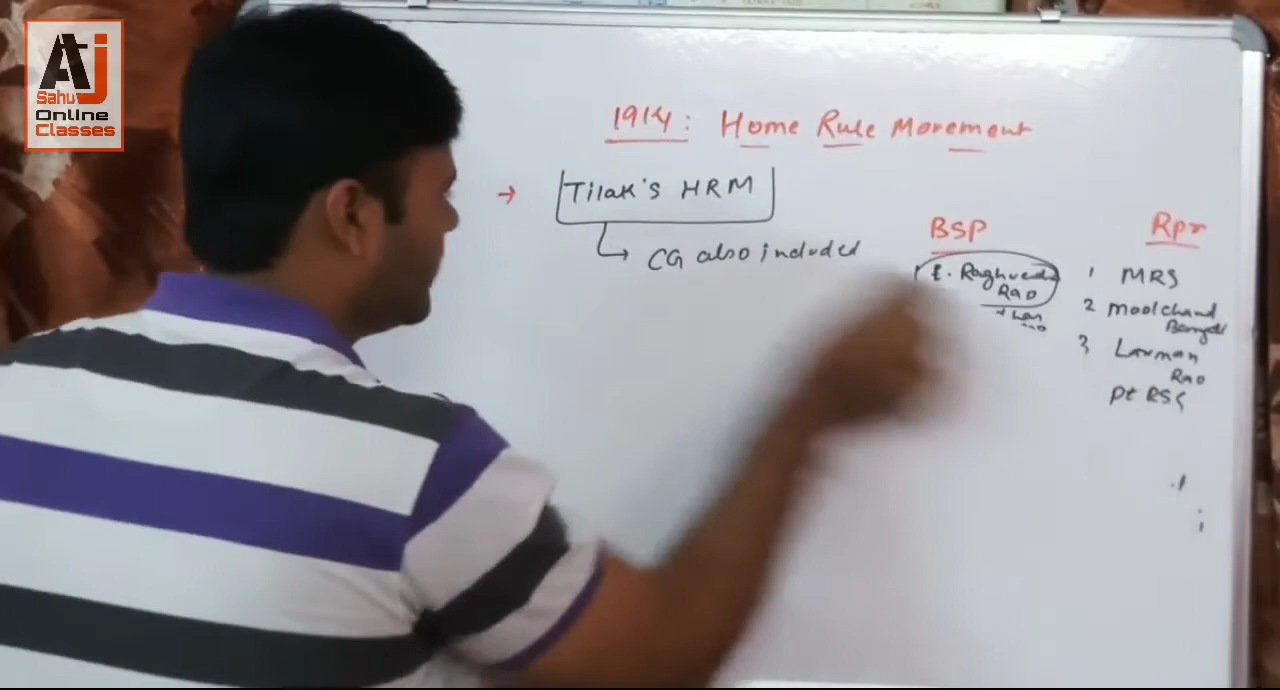 AJ
Sahu
Online
Classes
1914: Home Rule Movement
→ Tilak's HRM
CG also included
BSP
E. Raghvendra
Rao
Rpr
1 MRS
2 Moolchand
3 Laxman
Rao
Pt RSS